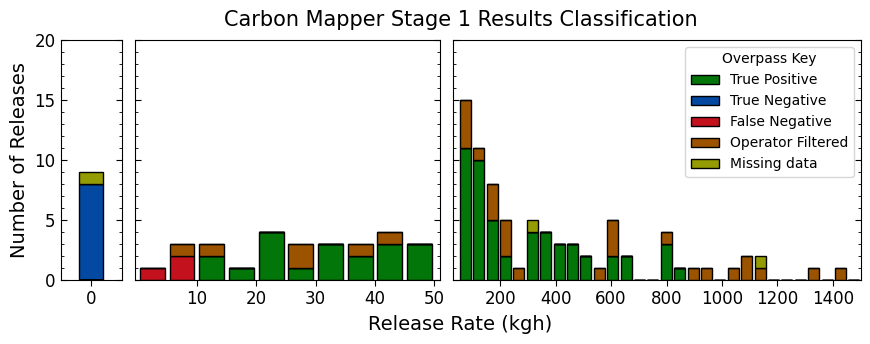 Carbon Mapper Stage 1 Results Classification
Number of Releases
20
15
10
5
0
Overpass Key
True Positive
True Negative
False Negative
Operator Filtered
Missing data
0
10 20 30 40 50
200 400 600 800 1000 1200 1400
Release Rate (kgh)